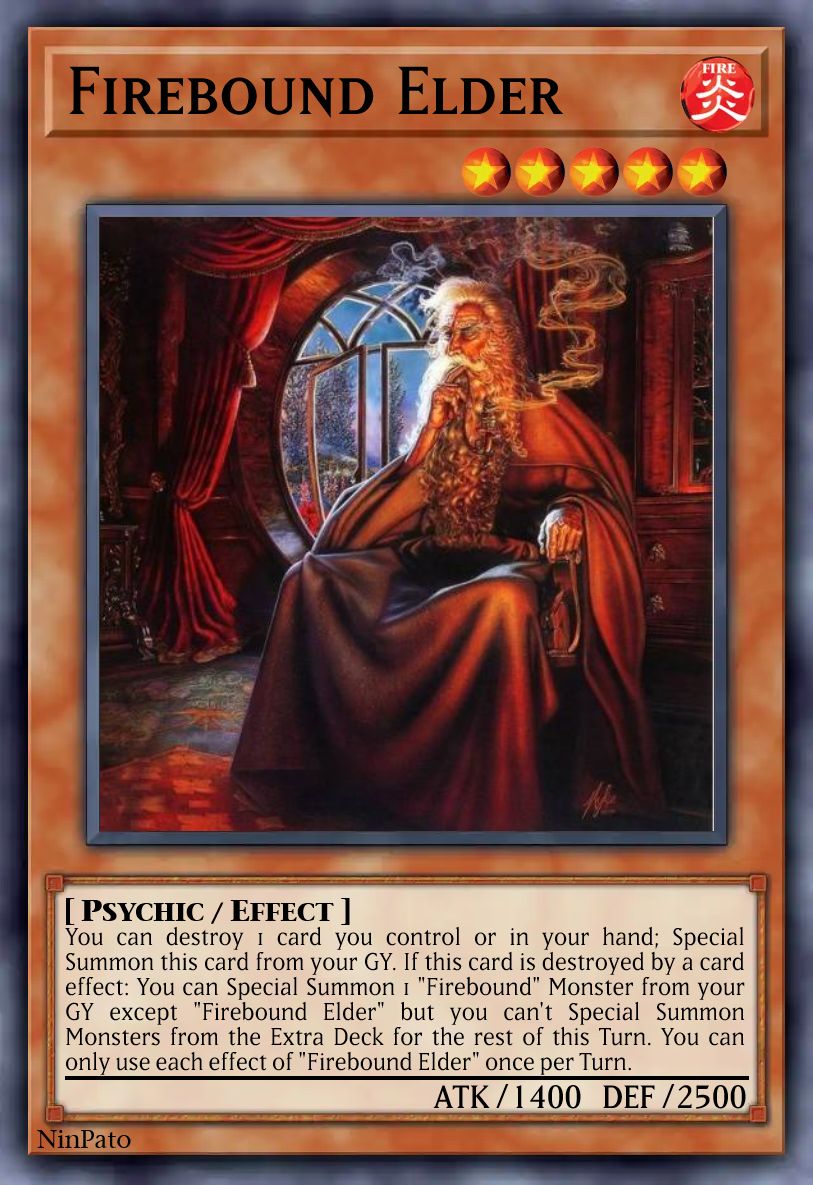 Firebound Elder
FIRE
炎
[ Psychic / Effect ]
You can destroy 1 card you control or in your hand; Special
Summon this card from your GY. If this card is destroyed by a card
effect: You can Special Summon 1 "Firebound" Monster from your
GY except "Firebound Elder" but you can't Special Summon
Monsters from the Extra Deck for the rest of this Turn. You can
only use each effect of "Firebound Elder" once per Turn.
ATK/1400 DEF/2500
NinPato